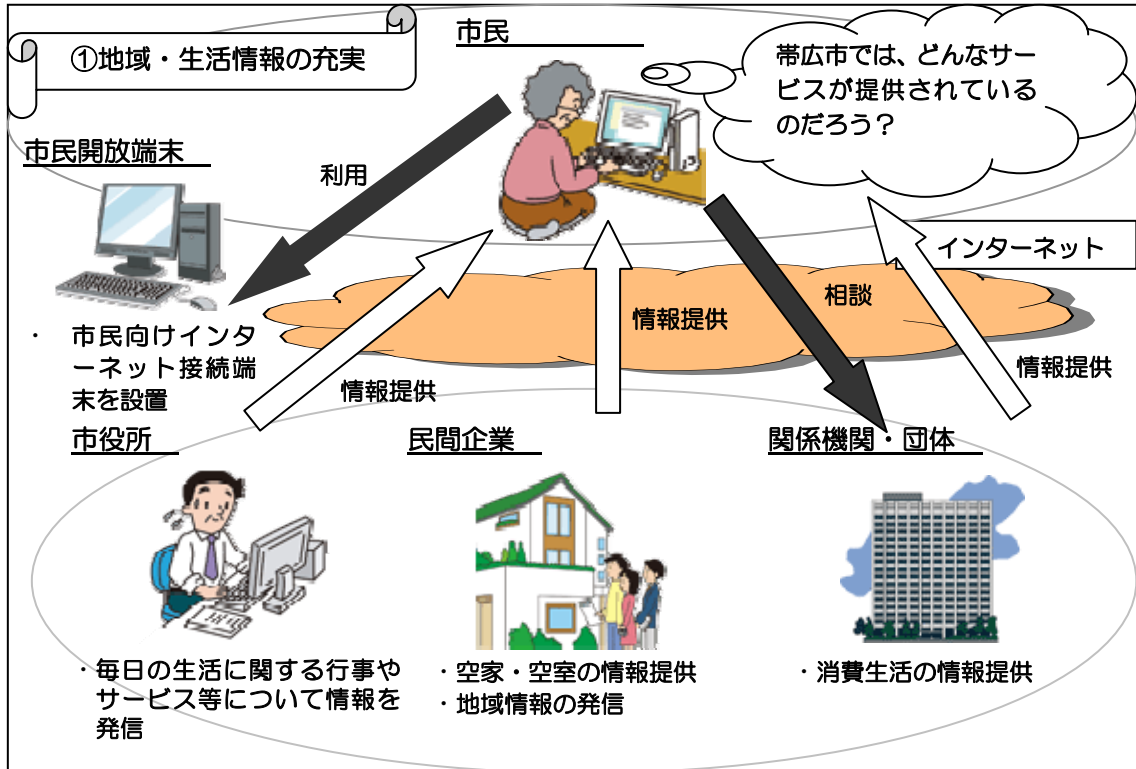 ①地域・生活情報の充実
市民
帯広市では、どんなサー
ビスが提供されている
のだろう？
市民開放端末
利用
インターネット
・ 市民向けインタ
ーネット接続端
末を設置
情報提供
情報提供
相談
情報提供
市役所
民間企業
関係機関・団体
・毎日の生活に関する行事や
サービス等について情報を
発信
・空家・空室の情報提供
・地域情報の発信
・消費生活の情報提供